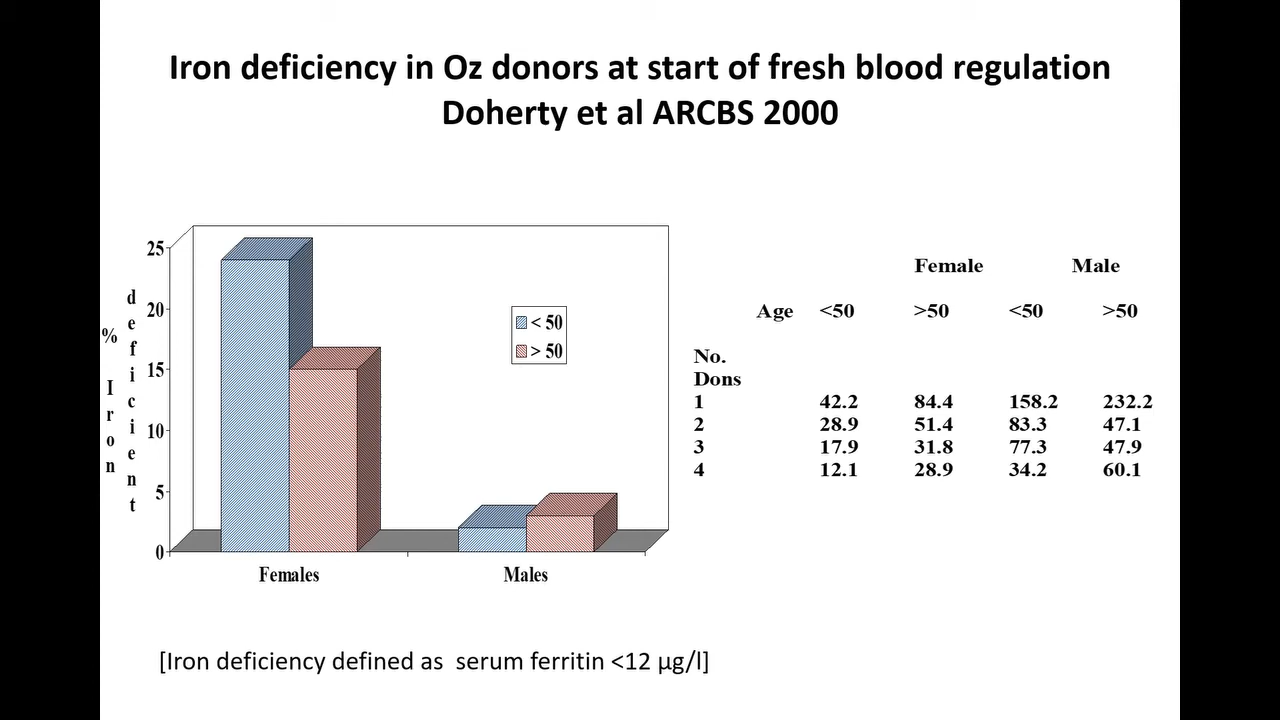 Iron deficiency in Oz donors at start of fresh blood regulation
Doherty et al ARCBS 2000
% Iron
deficient
25
20
15
10
5
0
< 50
> 50
Females
Males
Female Male
Age <50 >50 <50 >50
No.
Dons
1 42.2 84.4 158.2 232.2
2 28.9 51.4 83.3 47.1
3 17.9 31.8 77.3 47.9
4 12.1 28.9 34.2 60.1
[Iron deficiency defined as serum ferritin <12 µg/l]